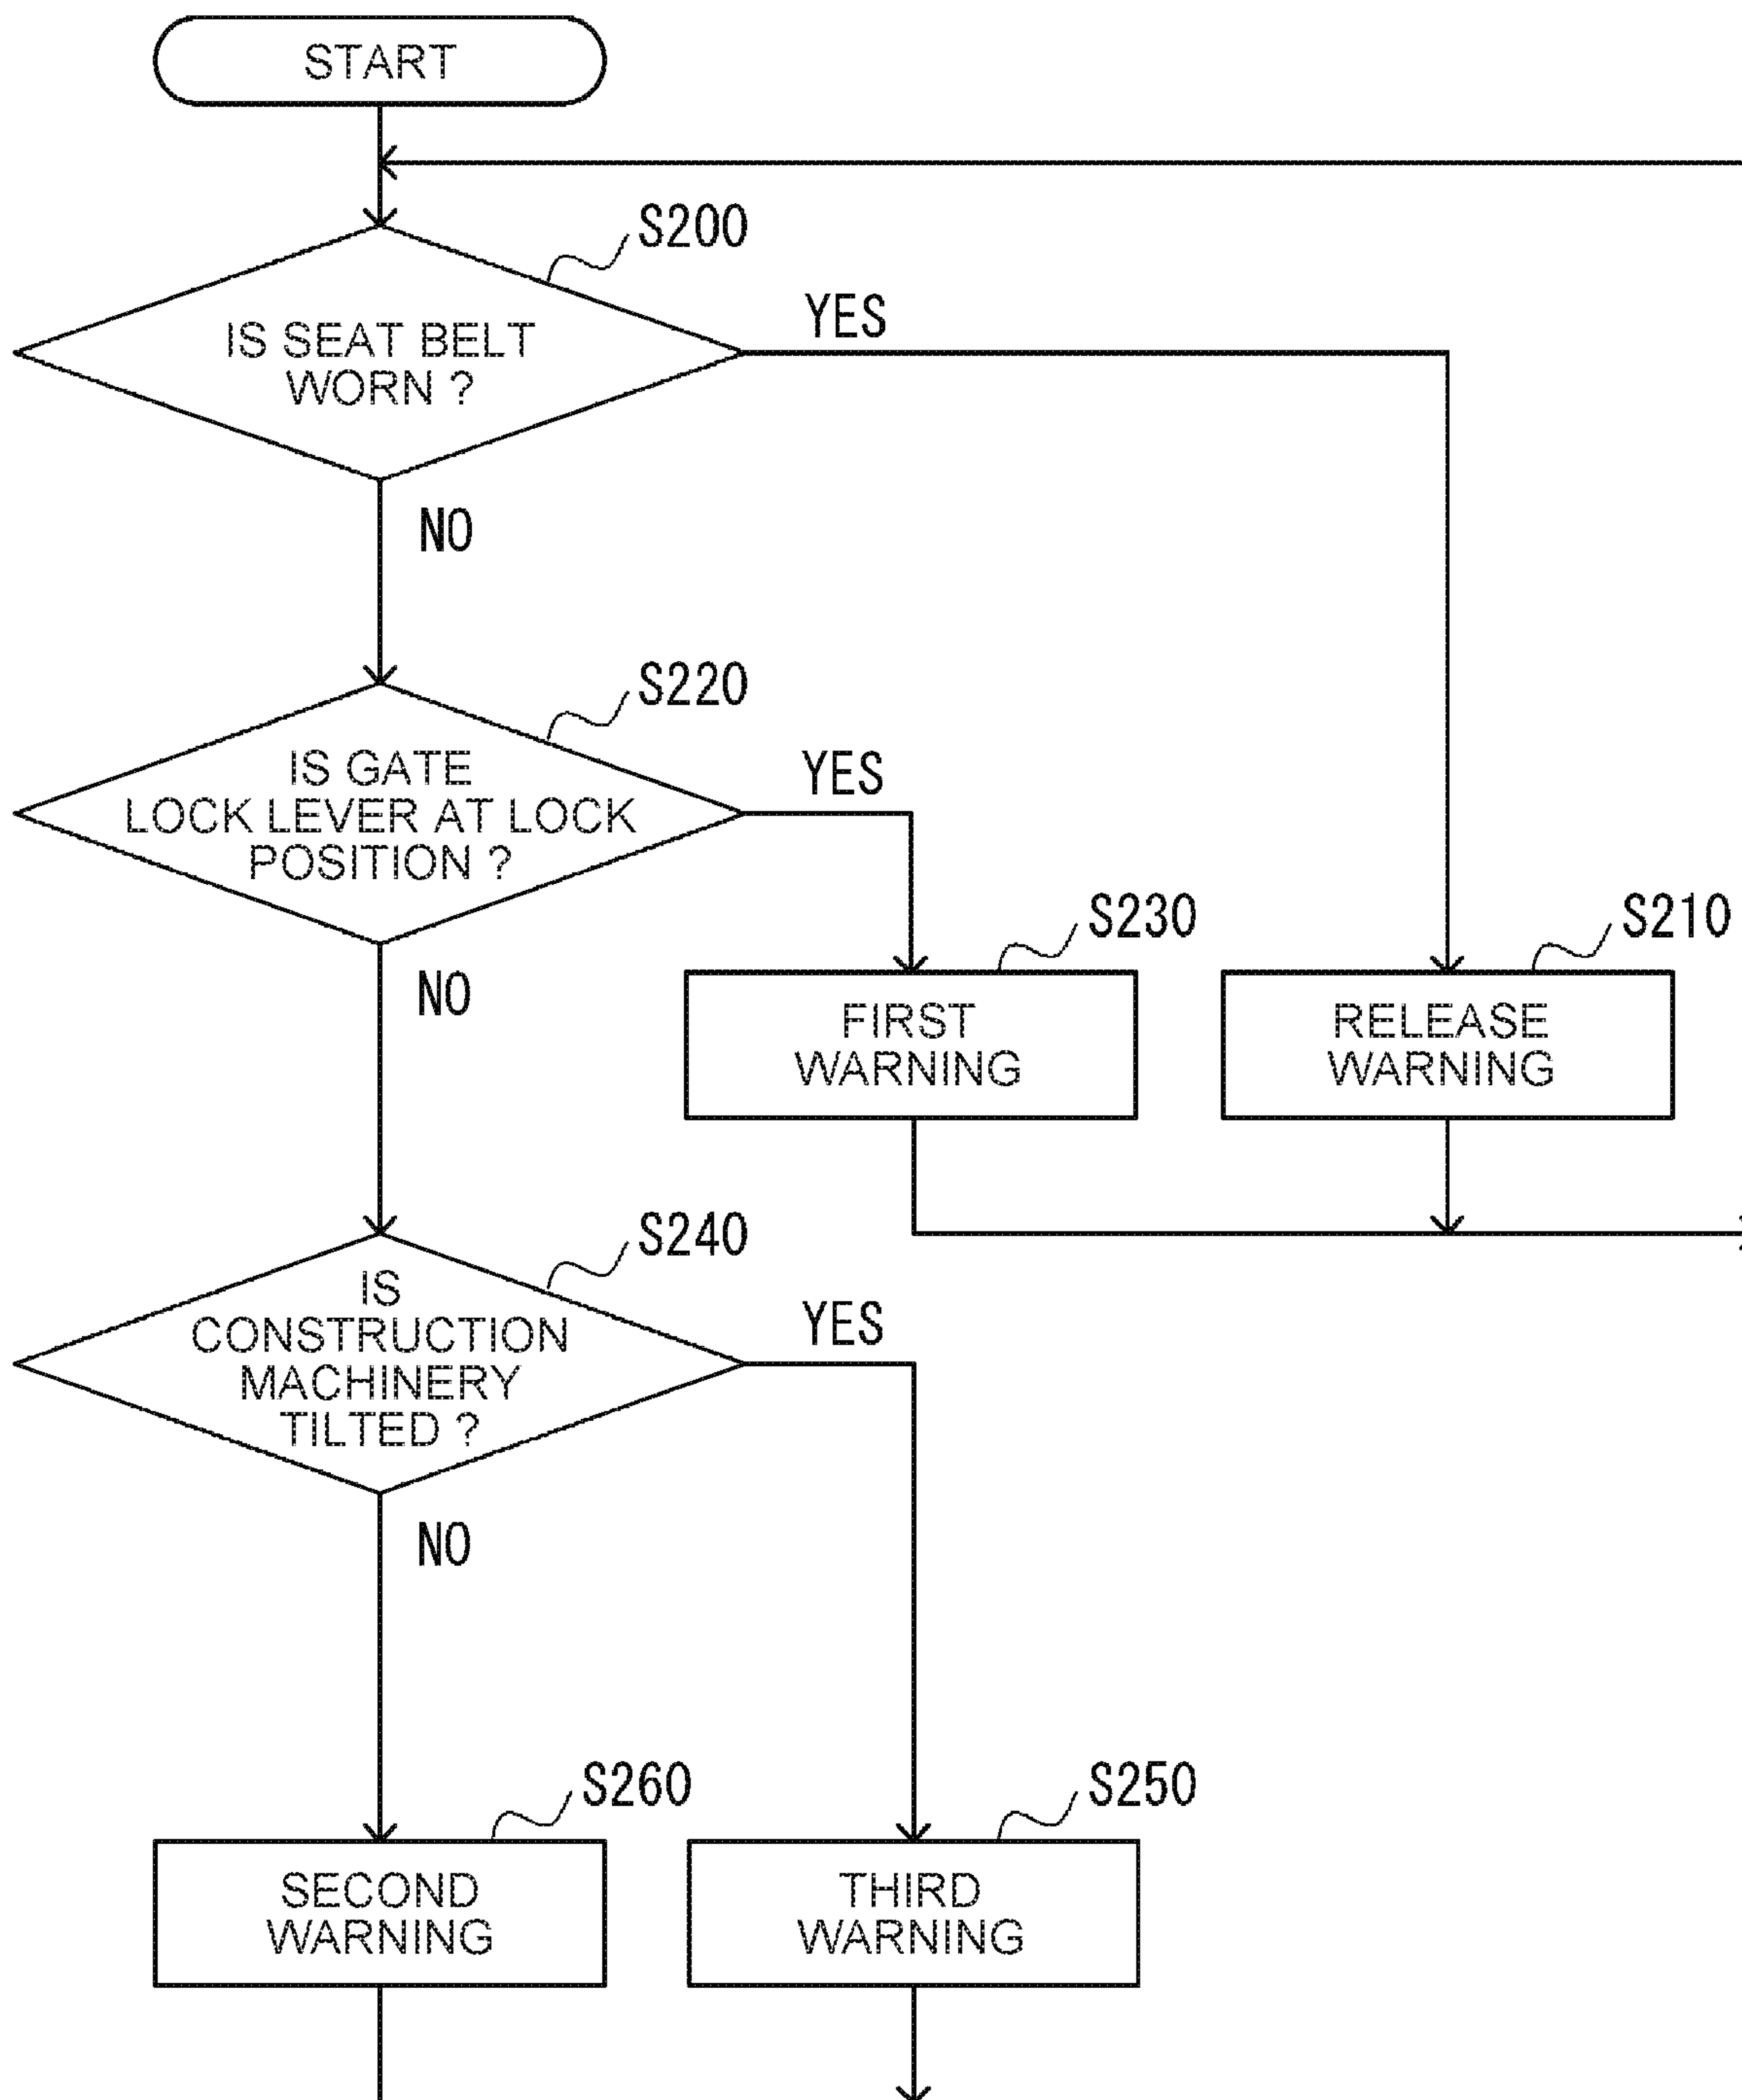 START
S200
IS SEAT BELT
WORN ?
YES
NO
S220
IS GATE
LOCK LEVER AT LOCK
POSITION ?
YES
NO
S230
FIRST
WARNING
S210
RELEASE
WARNING
S240
IS
CONSTRUCTION
MACHINERY
TILTED ?
YES
NO
S260
SECOND
WARNING
S250
THIRD
WARNING